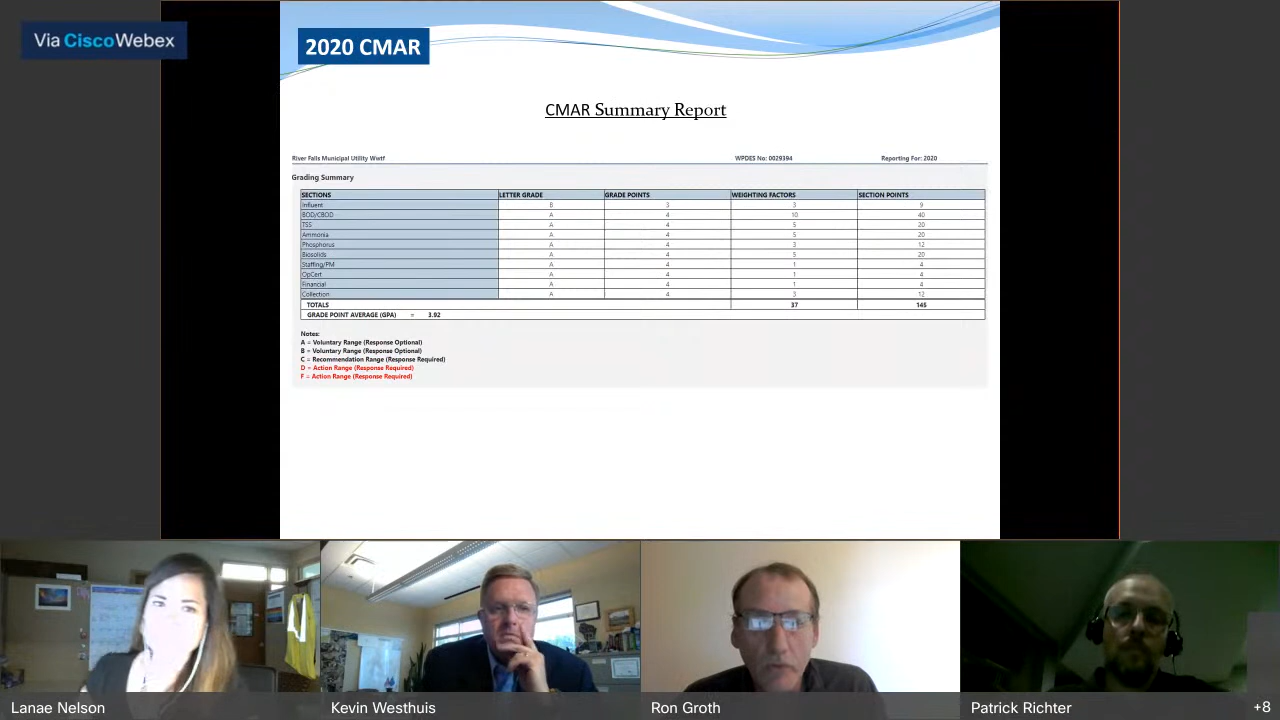 Via Cisco Webex
2020 CMAR
CMAR Summary Report
River Falls Municipal Utility Wwtf WPDES No: 0029394 Reporting For: 2020
Grading Summary
SECTIONS LETTER GRADE GRADE POINTS WEIGHTING FACTORS SECTION POINTS
Influent B 3 3 9
BOD/CBOD A 4 10 40
TSS A 4 5 20
Ammonia A 4 5 20
Phosphorus A 4 3 12
Biosolids A 4 5 20
Staffing/PM A 4 1 4
OpCert A 4 1 4
Financial A 4 1 4
Collection A 4 3 12
TOTALS 37 145
GRADE POINT AVERAGE (GPA) = 3.92
Notes:
A = Voluntary Range (Response Optional)
B = Voluntary Range (Response Optional)
C = Recommendation Range (Response Required)
D = Action Range (Response Required)
F = Action Range (Response Required)
Lanae Nelson
Kevin Westhuis
Ron Groth
Patrick Richter
+8